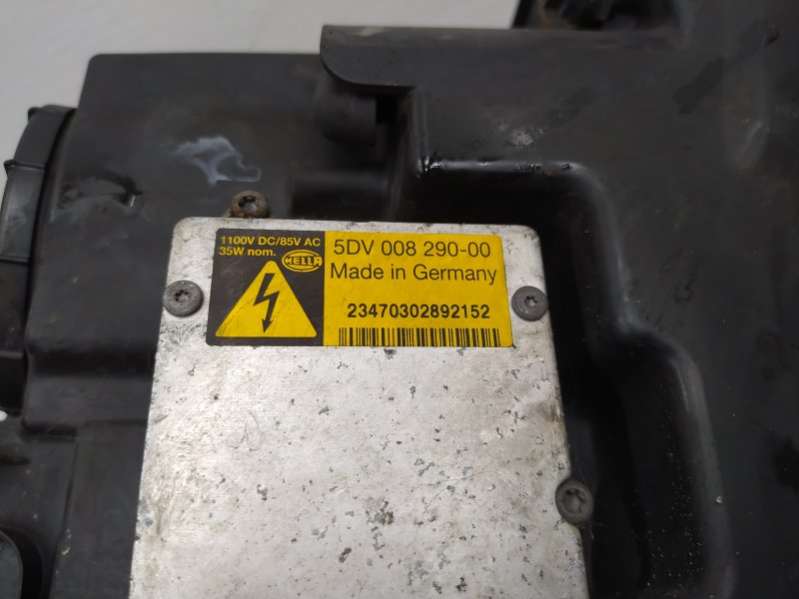 1100V DC/85V AC
35W nom.
HELLA
5DV 008 290-00
Made in Germany
23470302892152